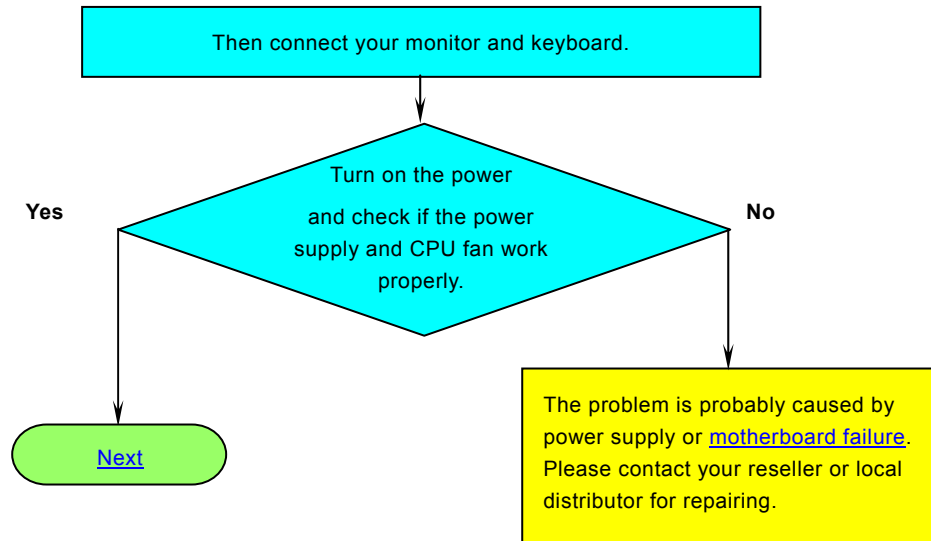 Then connect your monitor and keyboard.
Turn on the power
and check if the power
supply and CPU fan work
properly.
Yes
No
Next
The problem is probably caused by
power supply or motherboard failure.
Please contact your reseller or local
distributor for repairing.